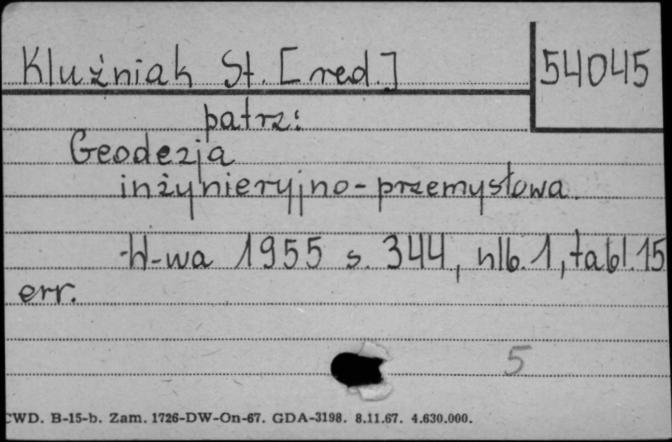 Kluźniak St. [red.]
54045
patrz:
Geodezja
inżynieryjno-przemysłowa.
W-wa 1955 s. 344, nlb. 1, tabl. 15
err.
5
CWD. B-15-b. Zam. 1726-DW-On-67. GDA-3198. 8.11.67. 4.630.000.